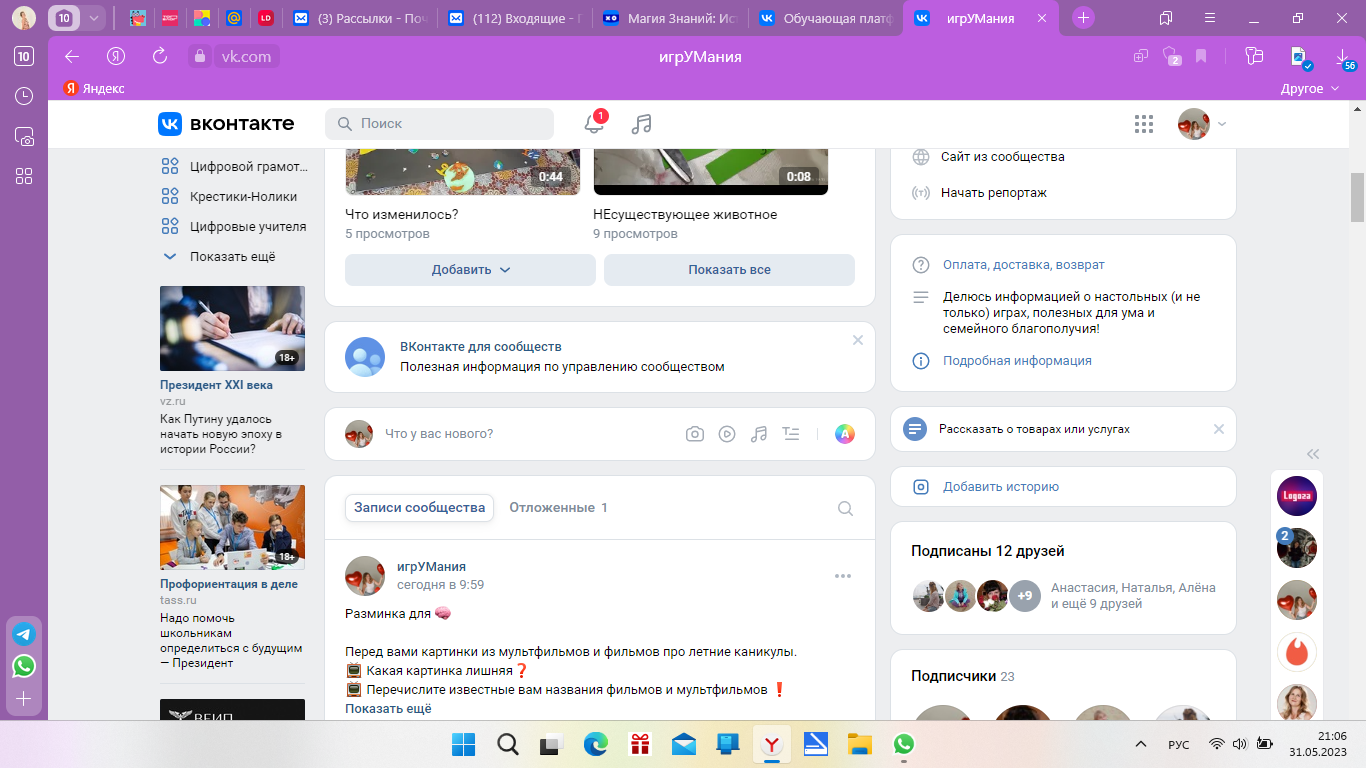 10
(3) Рассылки - Поч
(112) Входящие - П
Магия Знаний: Ис
Обучающая платф
игрУМания
10
vk.com
игрУМания
2
56
Яндекс
Другое
вконтакте
Поиск
1
Цифровой грамот...
Крестики-Нолики
Цифровые учителя
Показать ещё
18+
Президент XXI века
vz.ru
Как Путину удалось
начать новую эпоху в
истории России?
18+
Профориентация в деле
tass.ru
Надо помочь
школьникам
определиться с будущим
— Президент
0:44
0:08
Что изменилось?
5 просмотров
НЕсуществующее животное
9 просмотров
Добавить
Показать все
ВКонтакте для сообществ
Полезная информация по управлению сообществом
Что у вас нового?
Записи сообщества
Отложенные 1
игрУМания
сегодня в 9:59
Разминка для 🧠
Перед вами картинки из мультфильмов и фильмов про летние каникулы.
📺 Какая картинка лишняя❓
📺 Перечислите известные вам названия фильмов и мультфильмов ❗
Показать ещё
Сайт из сообщества
Начать репортаж
Оплата, доставка, возврат
Делюсь информацией о настольных (и не
только) играх, полезных для ума и
семейного благополучия!
Подробная информация
Рассказать о товарах или услугах
Добавить историю
Подписаны 12 друзей
+9
Анастасия, Наталья, Алёна
и ещё 9 друзей
Подписчики 23
Logoza
2
РУС
21:06
31.05.2023